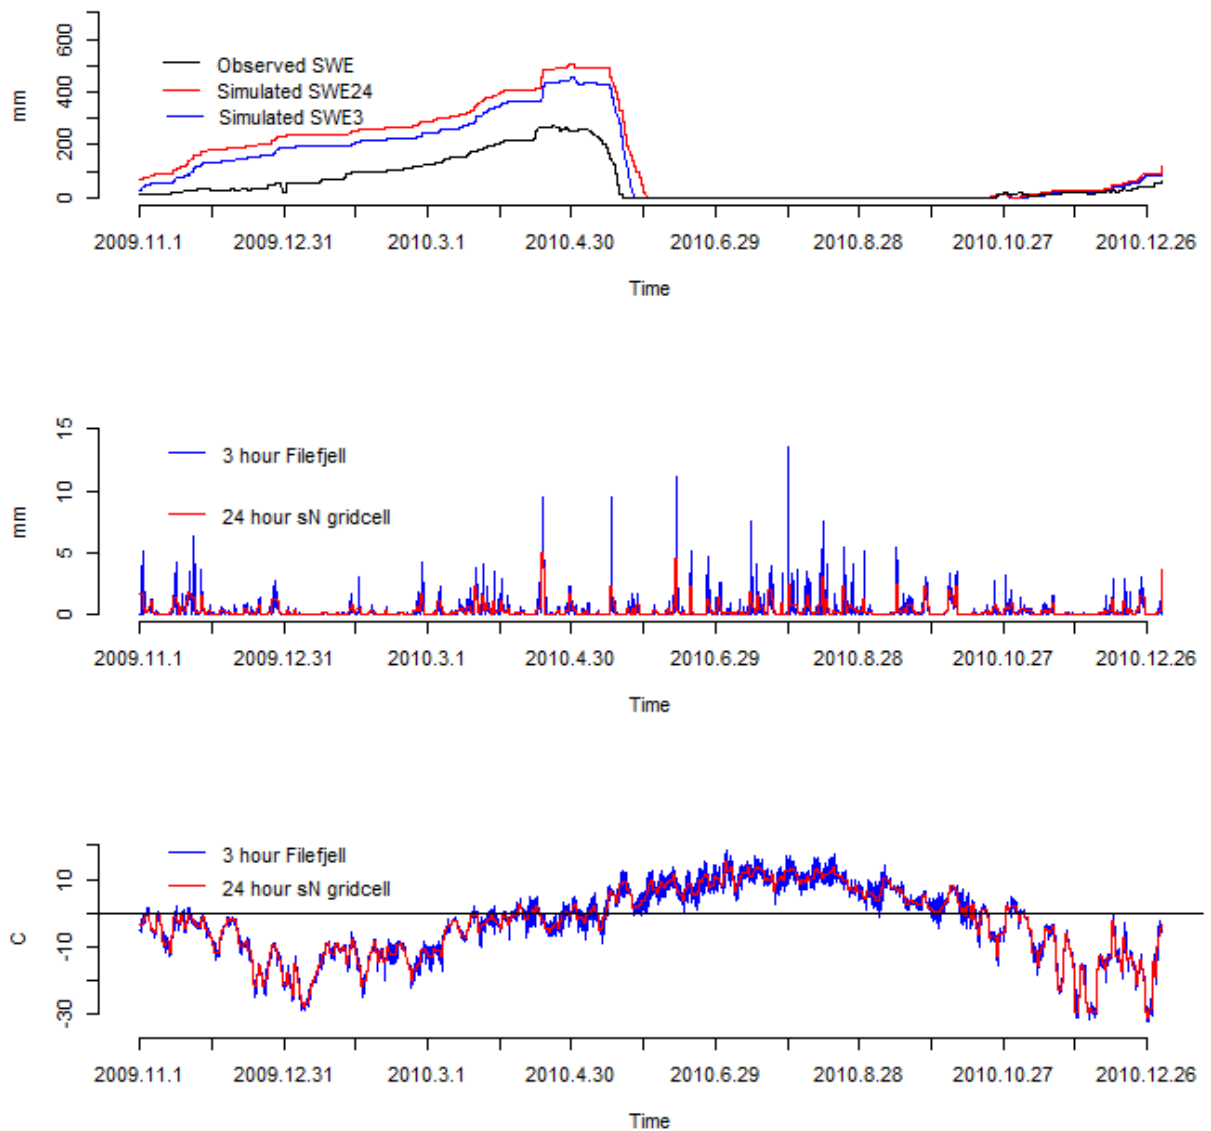 mm
0
200
400
600
Observed SWE
Simulated SWE24
Simulated SWE3
2009.11.1 2009.12.31 2010.3.1 2010.4.30 2010.6.29 2010.8.28 2010.10.27 2010.12.26
Time
mm
0
5
10
15
3 hour Filefjell
24 hour sN gridcell
2009.11.1 2009.12.31 2010.3.1 2010.4.30 2010.6.29 2010.8.28 2010.10.27 2010.12.26
Time
C
-30
-10
10
3 hour Filefjell
24 hour sN gridcell
2009.11.1 2009.12.31 2010.3.1 2010.4.30 2010.6.29 2010.8.28 2010.10.27 2010.12.26
Time